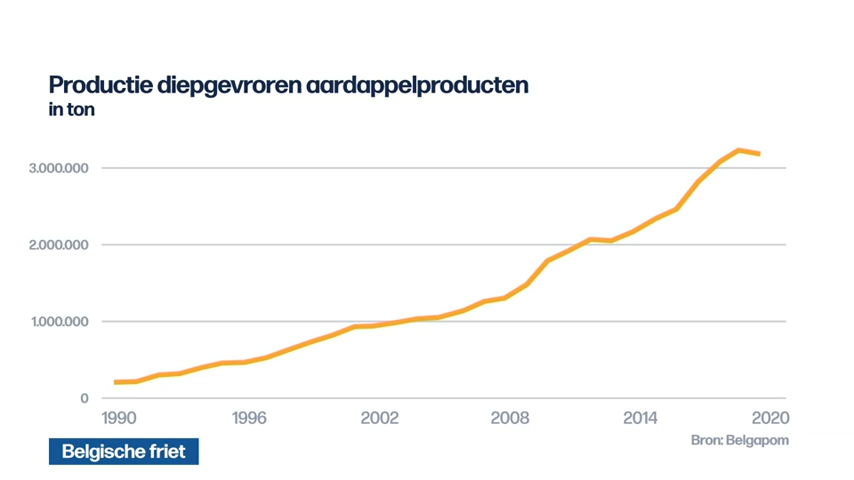 Productie diepgevroren aardappelproducten
in ton
3.000.000
2.000.000
1.000.000
0
1990 1996 2002 2008 2014 2020
Bron: Belgapom
Belgische friet